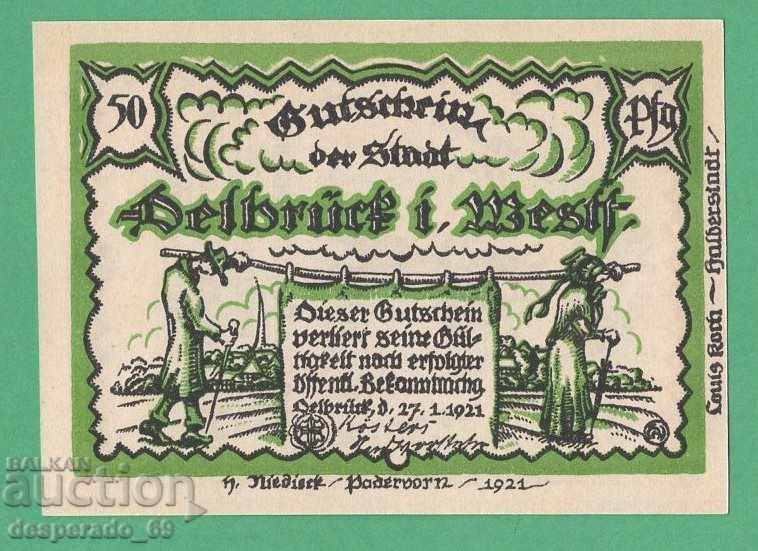 50
Pfg
Gutschein
der Stadt
Delbrück i. Westf.
Dieser Gutschein
verliert seine Gül-
tigkeit nach erfolgter
öffentl. Bekanntmchg
Delbrück, d. 27.1.1921
Kösters
H. Niedieck - Paderborn - 1921
Louis Koch - Halberstadt
BALKAN
auction
desperado_69